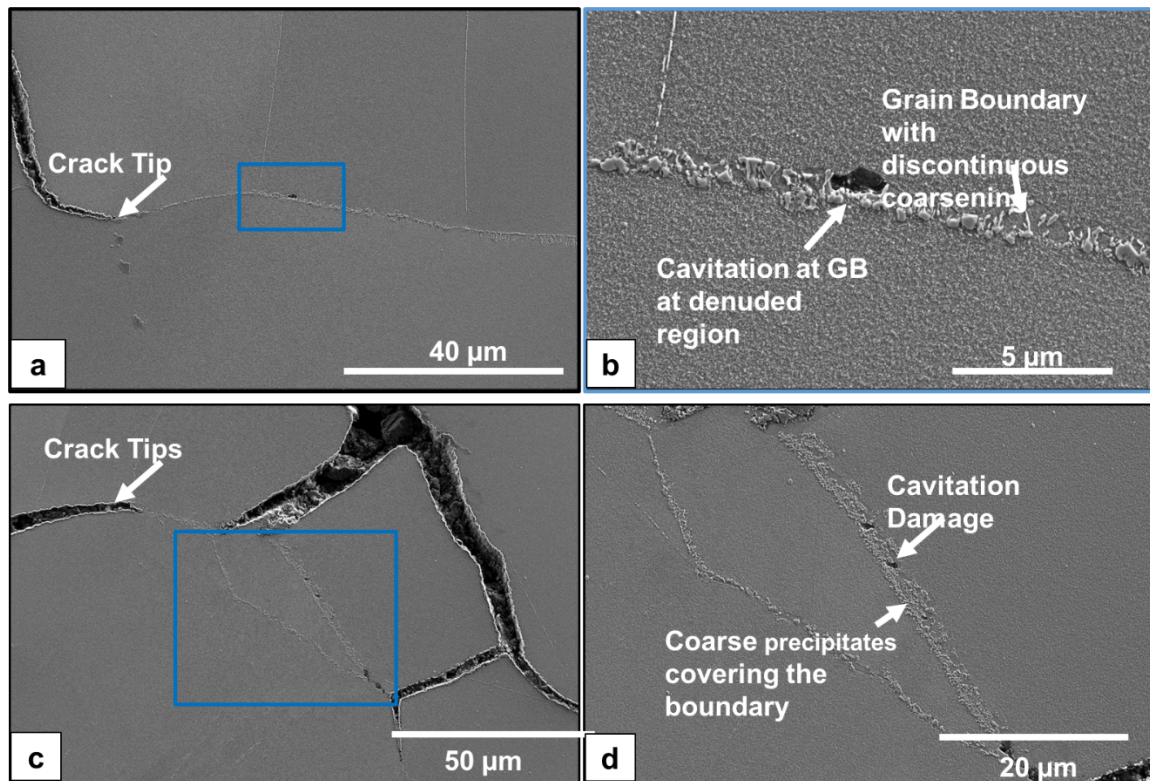 Crack Tip
40 µm
a
Grain Boundary
with
discontinuous
coarsening
Cavitation at GB
at denuded
region
5 µm
b
Crack Tips
50 µm
c
Cavitation
Damage
Coarse precipitates
covering the
boundary
20 µm
d